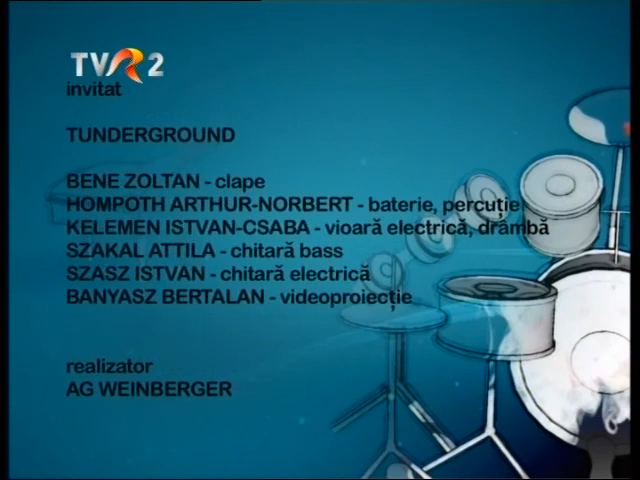 TVR2
invitat
TUNDERGROUND
BENE ZOLTAN - clape
HOMPOTH ARTHUR-NORBERT - baterie, percuție
KELEMEN ISTVAN-CSABA - vioară electrică, drâmbă
SZAKAL ATTILA - chitară bass
SZASZ ISTVAN - chitară electrică
BANYASZ BERTALAN - videoproiecție
realizator
AG WEINBERGER